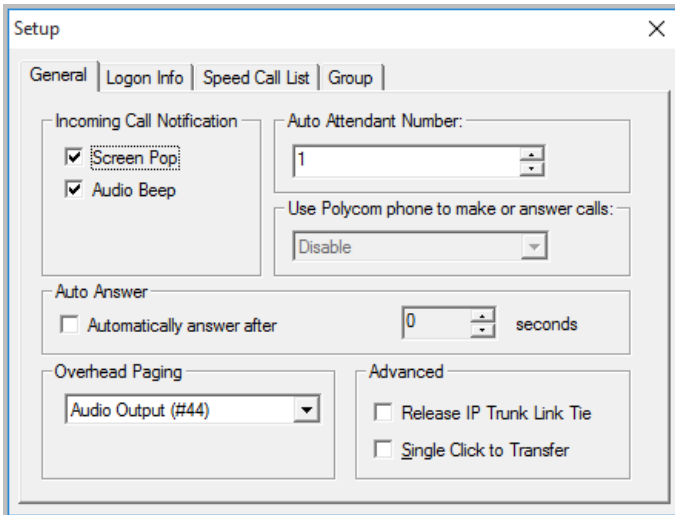 Setup
General
Logon Info
Speed Call List
Group
Incoming Call Notification
Screen Pop
Audio Beep
Auto Attendant Number:
1
Use Polycom phone to make or answer calls:
Disable
Auto Answer
Automatically answer after
0
seconds
Overhead Paging
Audio Output (#44)
Advanced
Release IP Trunk Link Tie
Single Click to Transfer